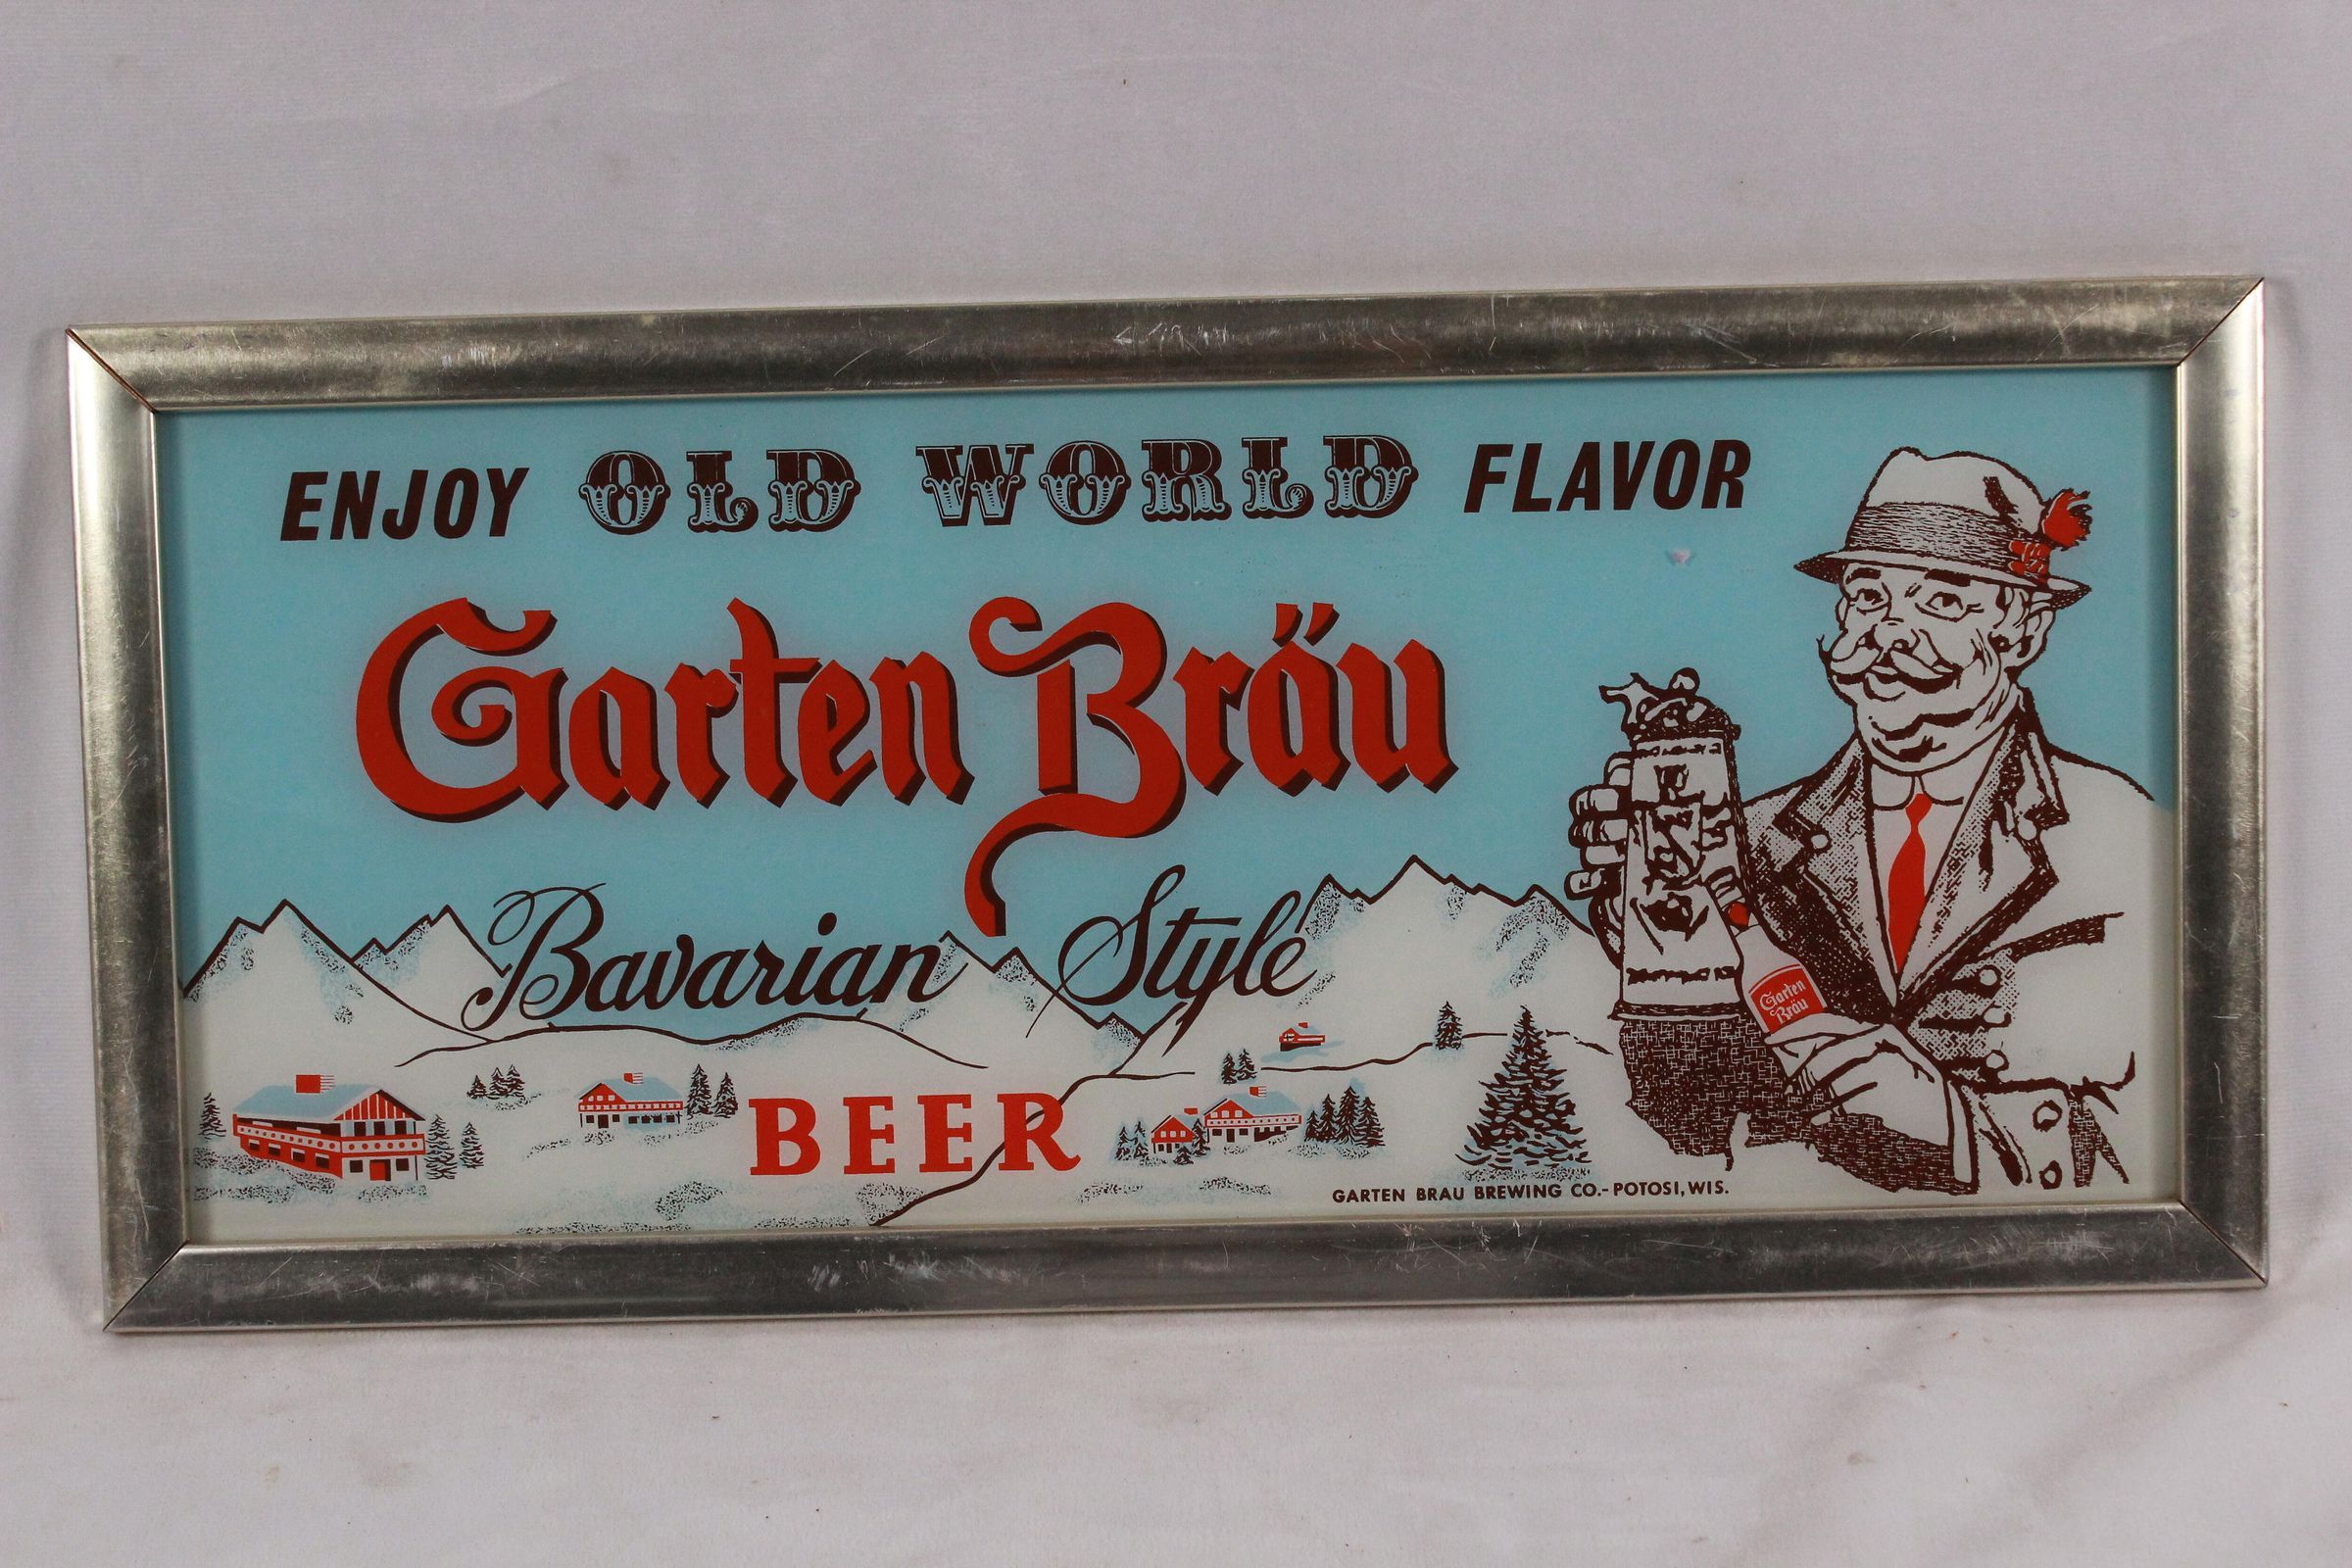 ENJOY OLD WORLD FLAVOR
Garten Bräu
Bavarian Style
BEER
Garten
Bräu
GARTEN BRAU BREWING CO.-POTOSI, WIS.